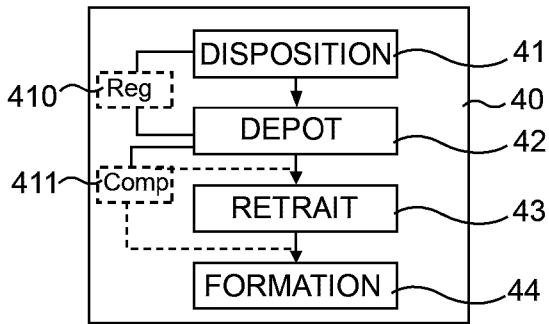 DISPOSITION 41
410 Reg 40
DEPOT 42
411 Comp
RETRAIT 43
FORMATION 44